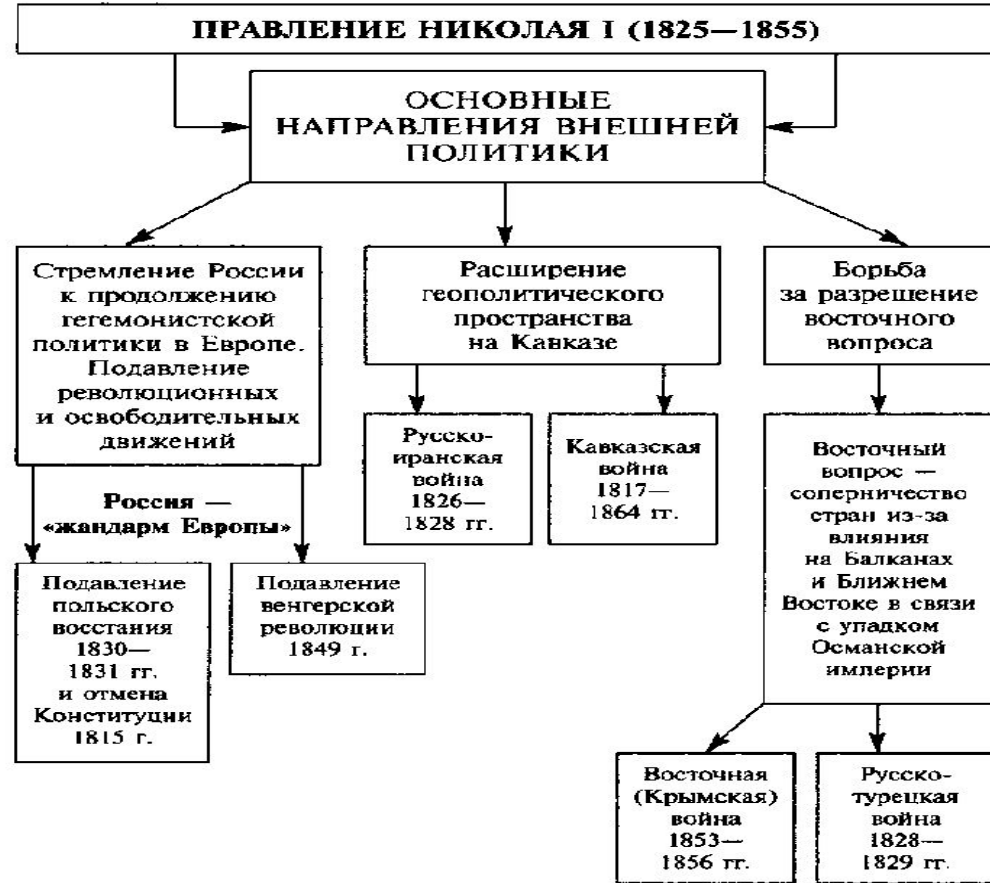 ПРАВЛЕНИЕ НИКОЛАЯ I (1825—1855)
ОСНОВНЫЕ
НАПРАВЛЕНИЯ ВНЕШНЕЙ
ПОЛИТИКИ
Стремление России
к продолжению
гегемонистской
политики в Европе.
Подавление
революционных
и освободительных
движений
Россия —
«жандарм Европы»
Подавление
польского
восстания
1830—
1831 гг.
и отмена
Конституции
1815 г.
Подавление
венгерской
революции
1849 г.
Расширение
геополитического
пространства
на Кавказе
Русско-
иранская
война
1826—
1828 гг.
Кавказская
война
1817—
1864 гг.
Борьба
за разрешение
восточного
вопроса
Восточный
вопрос —
соперничество
стран из-за
влияния
на Балканах
и Ближнем
Востоке в связи
с упадком
Османской
империи
Восточная
(Крымская)
война
1853—
1856 гг.
Русско-
турецкая
война
1828—
1829 гг.